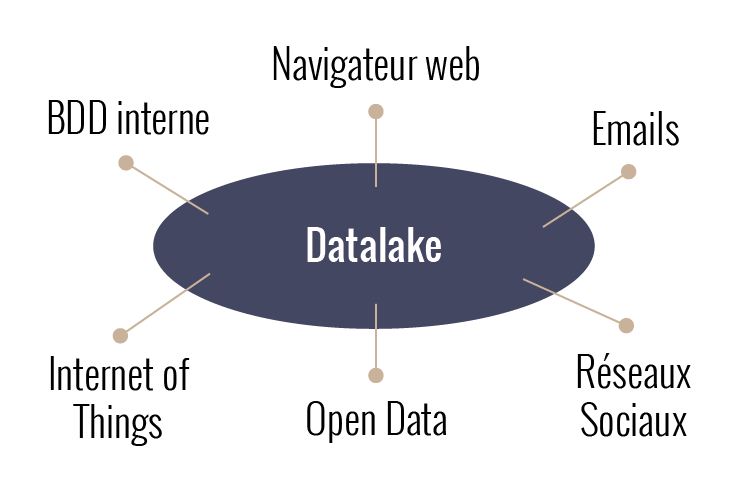 Navigateur web
BDD interne
Emails
Datalake
Internet of
Things
Open Data
Réseaux
Sociaux